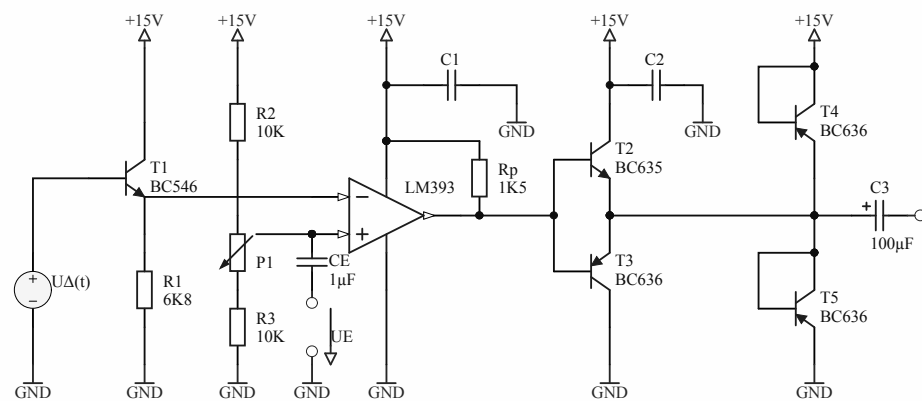 +15V
+15V
+15V
+15V
+15V
C1
C2
GND
GND
R2
10K
T1
BC546
Rp
1K5
LM393
T2
BC635
T4
BC636
C3
+
100µF
−
+
P1
CE
1µF
T3
BC636
UΔ(t)
+
−
R1
6K8
R3
10K
UE
T5
BC636
GND
GND
GND
GND
GND
GND
GND